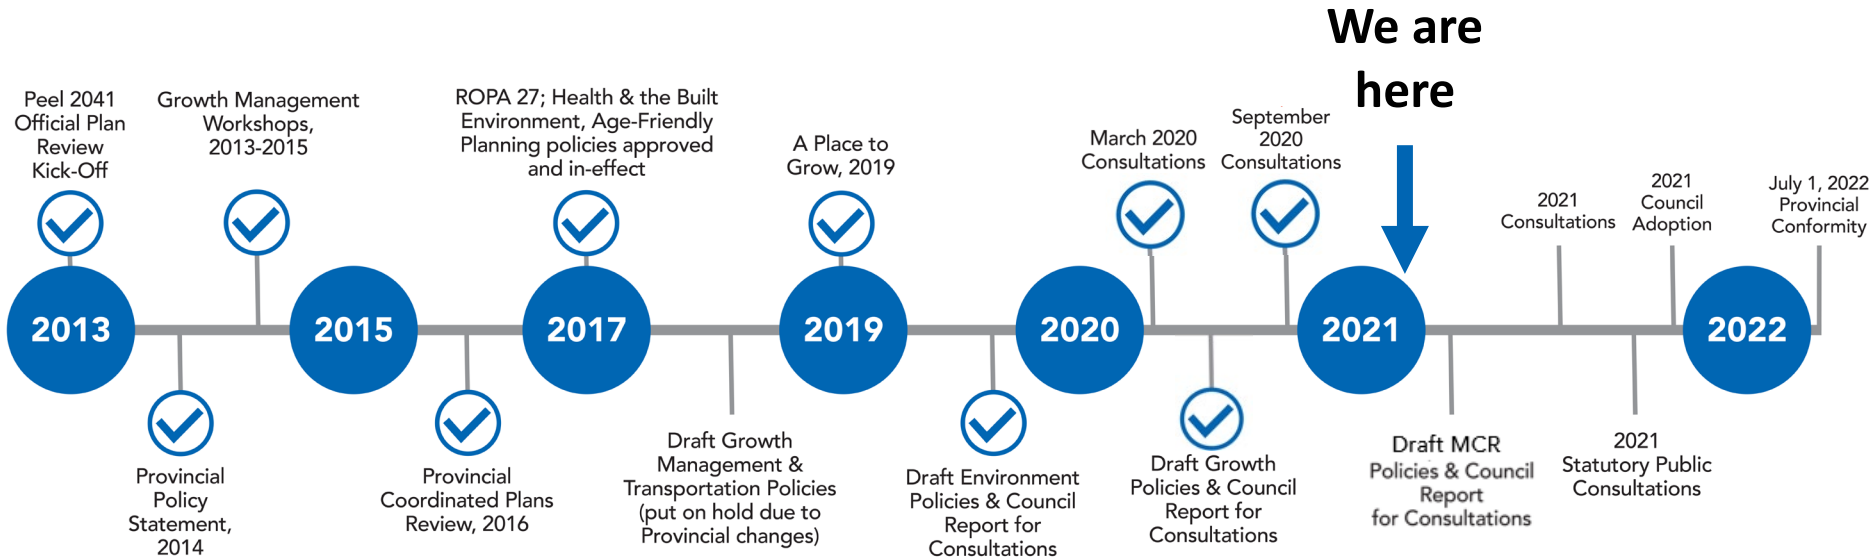 We are
here
Peel 2041
Official Plan
Review
Kick-Off
Growth Management
Workshops,
2013-2015
ROPA 27; Health & the Built
Environment, Age-Friendly
Planning policies approved
and in-effect
A Place to
Grow, 2019
March 2020
Consultations
September
2020
Consultations
2021
Consultations
2021
Council
Adoption
July 1, 2022
Provincial
Conformity
2013
2015
2017
2019
2020
2021
2022
Provincial
Policy
Statement,
2014
Provincial
Coordinated Plans
Review, 2016
Draft Growth
Management &
Transportation Policies
(put on hold due to
Provincial changes)
Draft Environment
Policies & Council
Report for
Consultations
Draft Growth
Policies & Council
Report for
Consultations
Draft MCR
Policies & Council
Report
for Consultations
2021
Statutory Public
Consultations